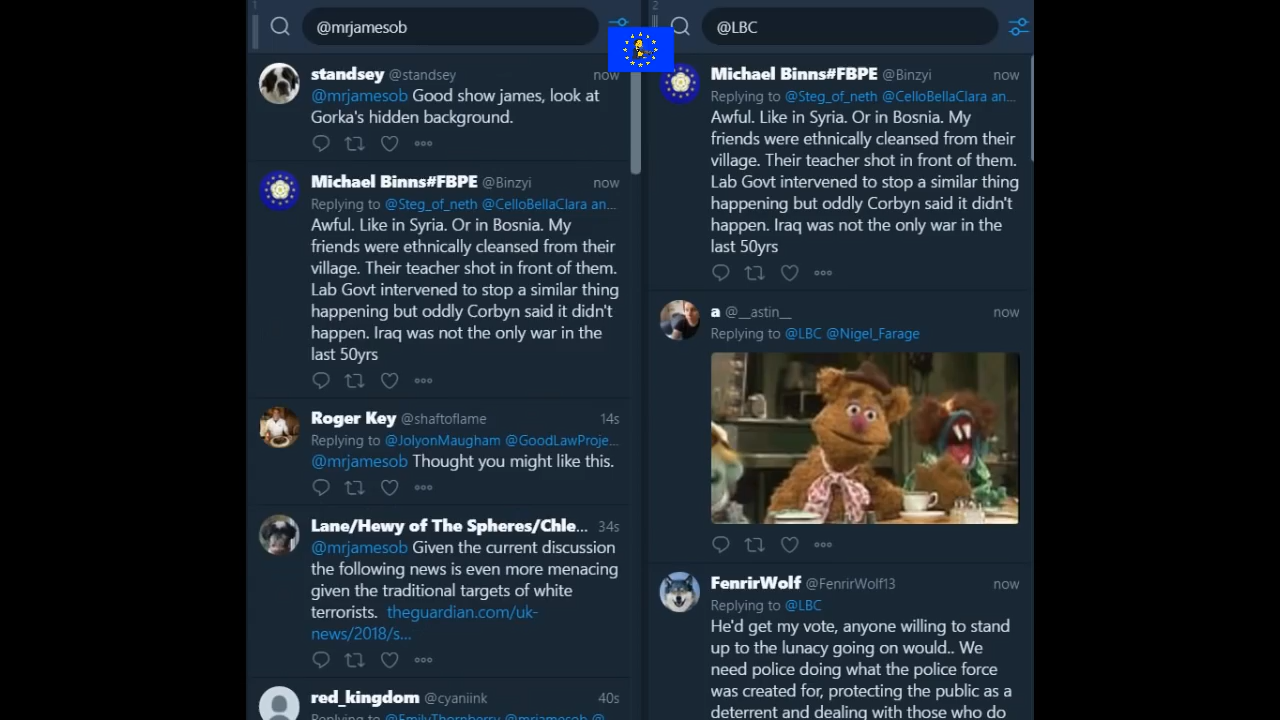 1
@mrjamesob
standsey @standsey now
@mrjamesob Good show james, look at
Gorka's hidden background.
Michael Binns#FBPE @Binzyi now
Replying to @Steg_of_neth @CelloBellaClara an...
Awful. Like in Syria. Or in Bosnia. My
friends were ethnically cleansed from their
village. Their teacher shot in front of them.
Lab Govt intervened to stop a similar thing
happening but oddly Corbyn said it didn't
happen. Iraq was not the only war in the
last 50yrs
Roger Key @shaftoflame 14s
Replying to @JolyonMaugham @GoodLawProje...
@mrjamesob Thought you might like this.
Lane/Hewy of The Spheres/Chle... 34s
@mrjamesob Given the current discussion
the following news is even more menacing
given the traditional targets of white
terrorists. theguardian.com/uk-
news/2018/s...
red_kingdom @cyaniink 40s
Replying to @EmilyThornberry @mrjamesob @
2
@LBC
Michael Binns#FBPE @Binzyi now
Replying to @Steg_of_neth @CelloBellaClara an...
Awful. Like in Syria. Or in Bosnia. My
friends were ethnically cleansed from their
village. Their teacher shot in front of them.
Lab Govt intervened to stop a similar thing
happening but oddly Corbyn said it didn't
happen. Iraq was not the only war in the
last 50yrs
a @__astin__ now
Replying to @LBC @Nigel_Farage
FenrirWolf @FenrirWolf13 now
Replying to @LBC
He'd get my vote, anyone willing to stand
up to the lunacy going on would.. We
need police doing what the police force
was created for, protecting the public as a
deterrent and dealing with those who do